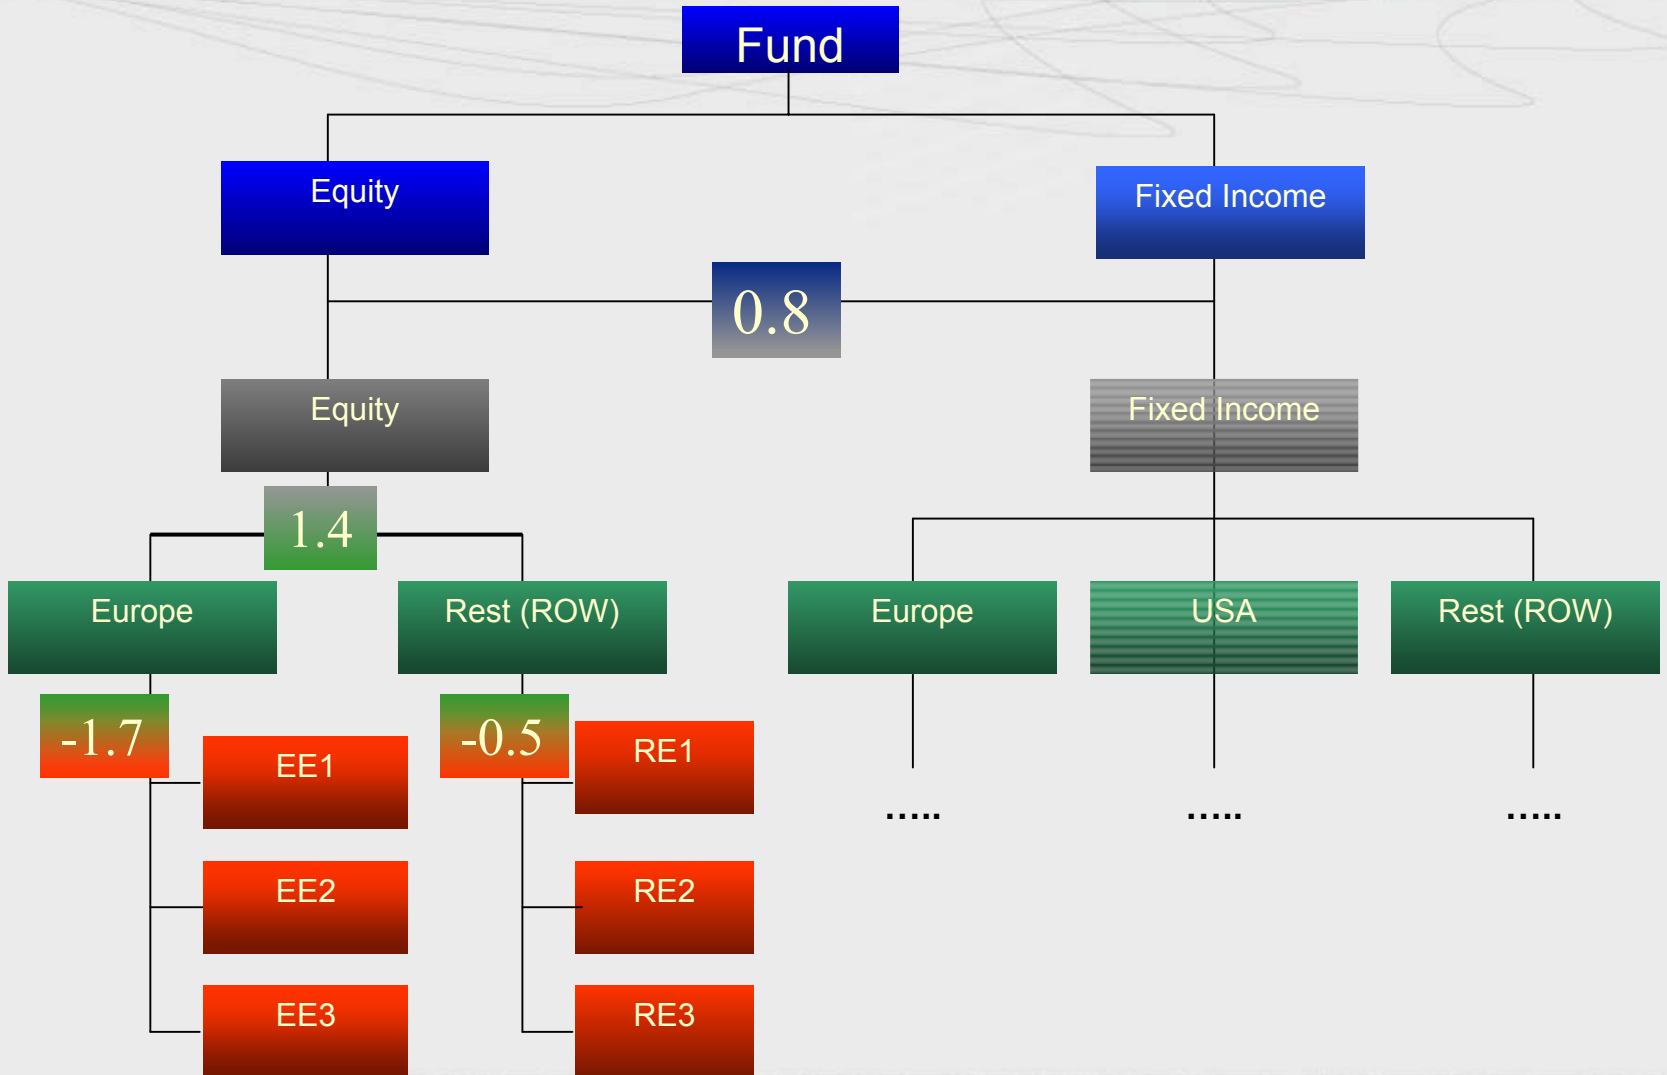 Fund
Equity
Fixed Income
0.8
Equity
Fixed Income
1.4
Europe
Rest (ROW)
Europe
USA
Rest (ROW)
-1.7
-0.5
EE1
RE1
.....
.....
.....
EE2
RE2
EE3
RE3